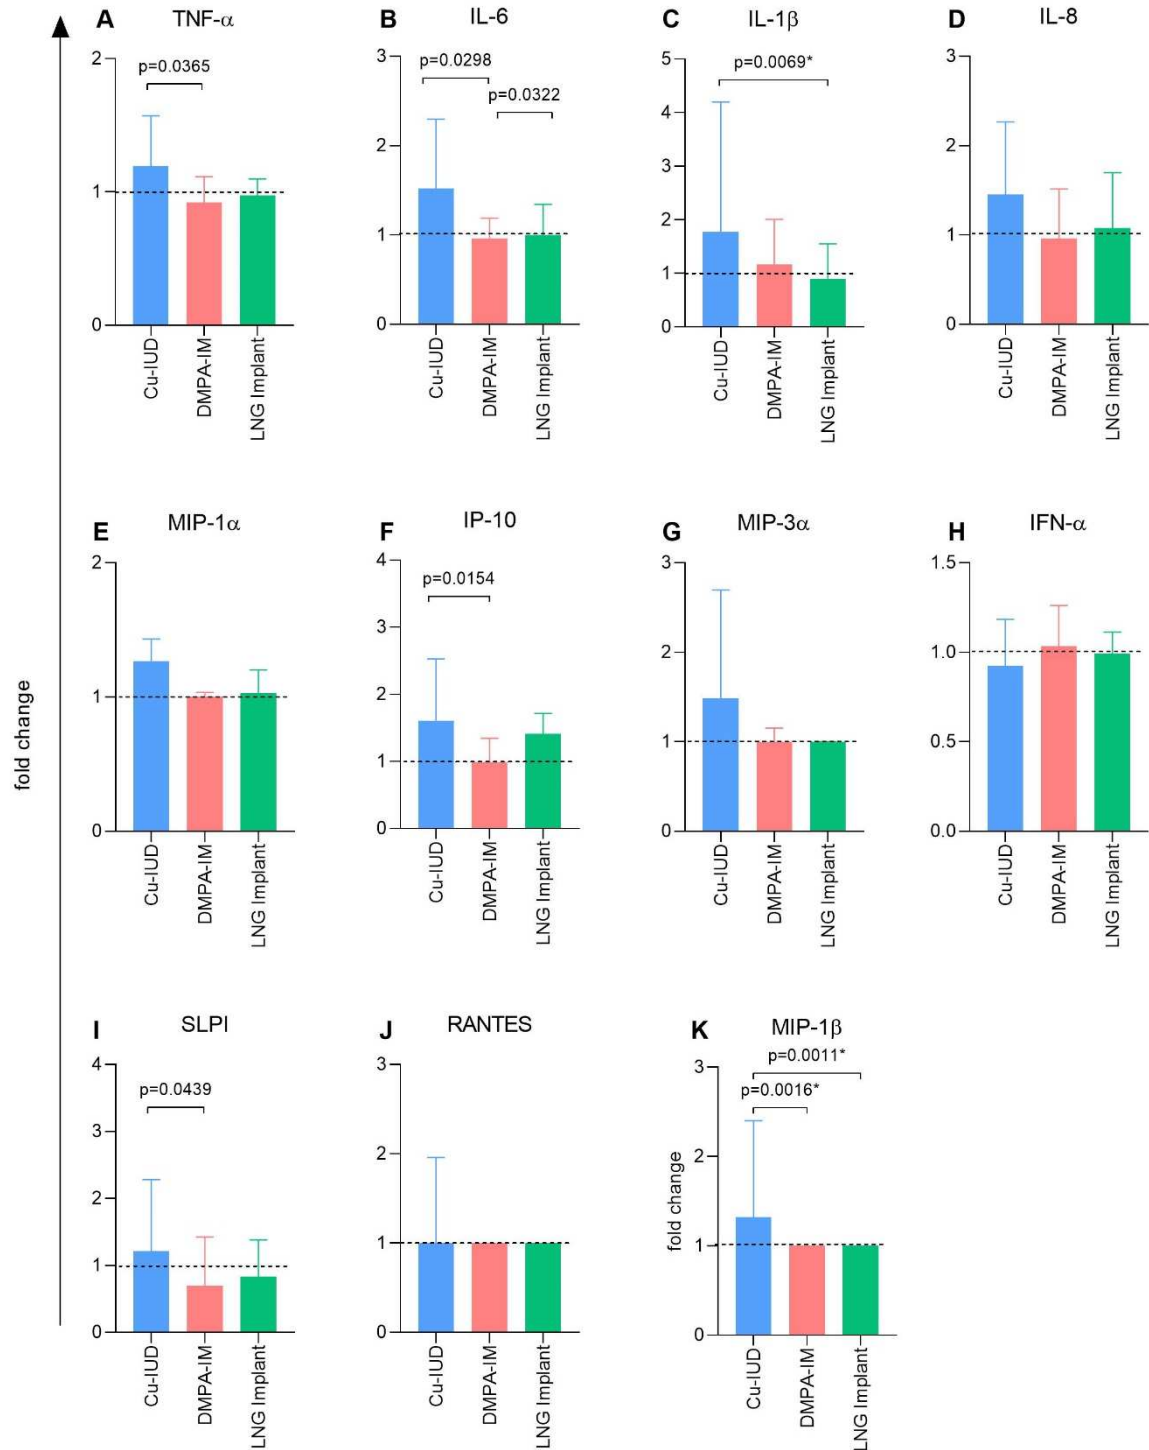 A TNF-α
2
1
0
p=0.0365
Cu-IUD
DMPA-IM
LNG Implant
B IL-6
3
2
1
0
p=0.0298
p=0.0322
Cu-IUD
DMPA-IM
LNG Implant
C IL-1β
5
4
3
2
1
0
p=0.0069*
Cu-IUD
DMPA-IM
LNG Implant
D IL-8
3
2
1
0
Cu-IUD
DMPA-IM
LNG Implant
fold change
E MIP-1α
2
1
0
Cu-IUD
DMPA-IM
LNG Implant
F IP-10
4
3
2
1
0
p=0.0154
Cu-IUD
DMPA-IM
LNG Implant
G MIP-3α
3
2
1
0
Cu-IUD
DMPA-IM
LNG Implant
H IFN-α
1.5
1.0
0.5
0.0
Cu-IUD
DMPA-IM
LNG Implant
I SLPI
4
3
2
1
0
p=0.0439
Cu-IUD
DMPA-IM
LNG Implant
J RANTES
3
2
1
0
Cu-IUD
DMPA-IM
LNG Implant
K MIP-1β
fold change
3
2
1
0
p=0.0011*
p=0.0016*
Cu-IUD
DMPA-IM
LNG Implant